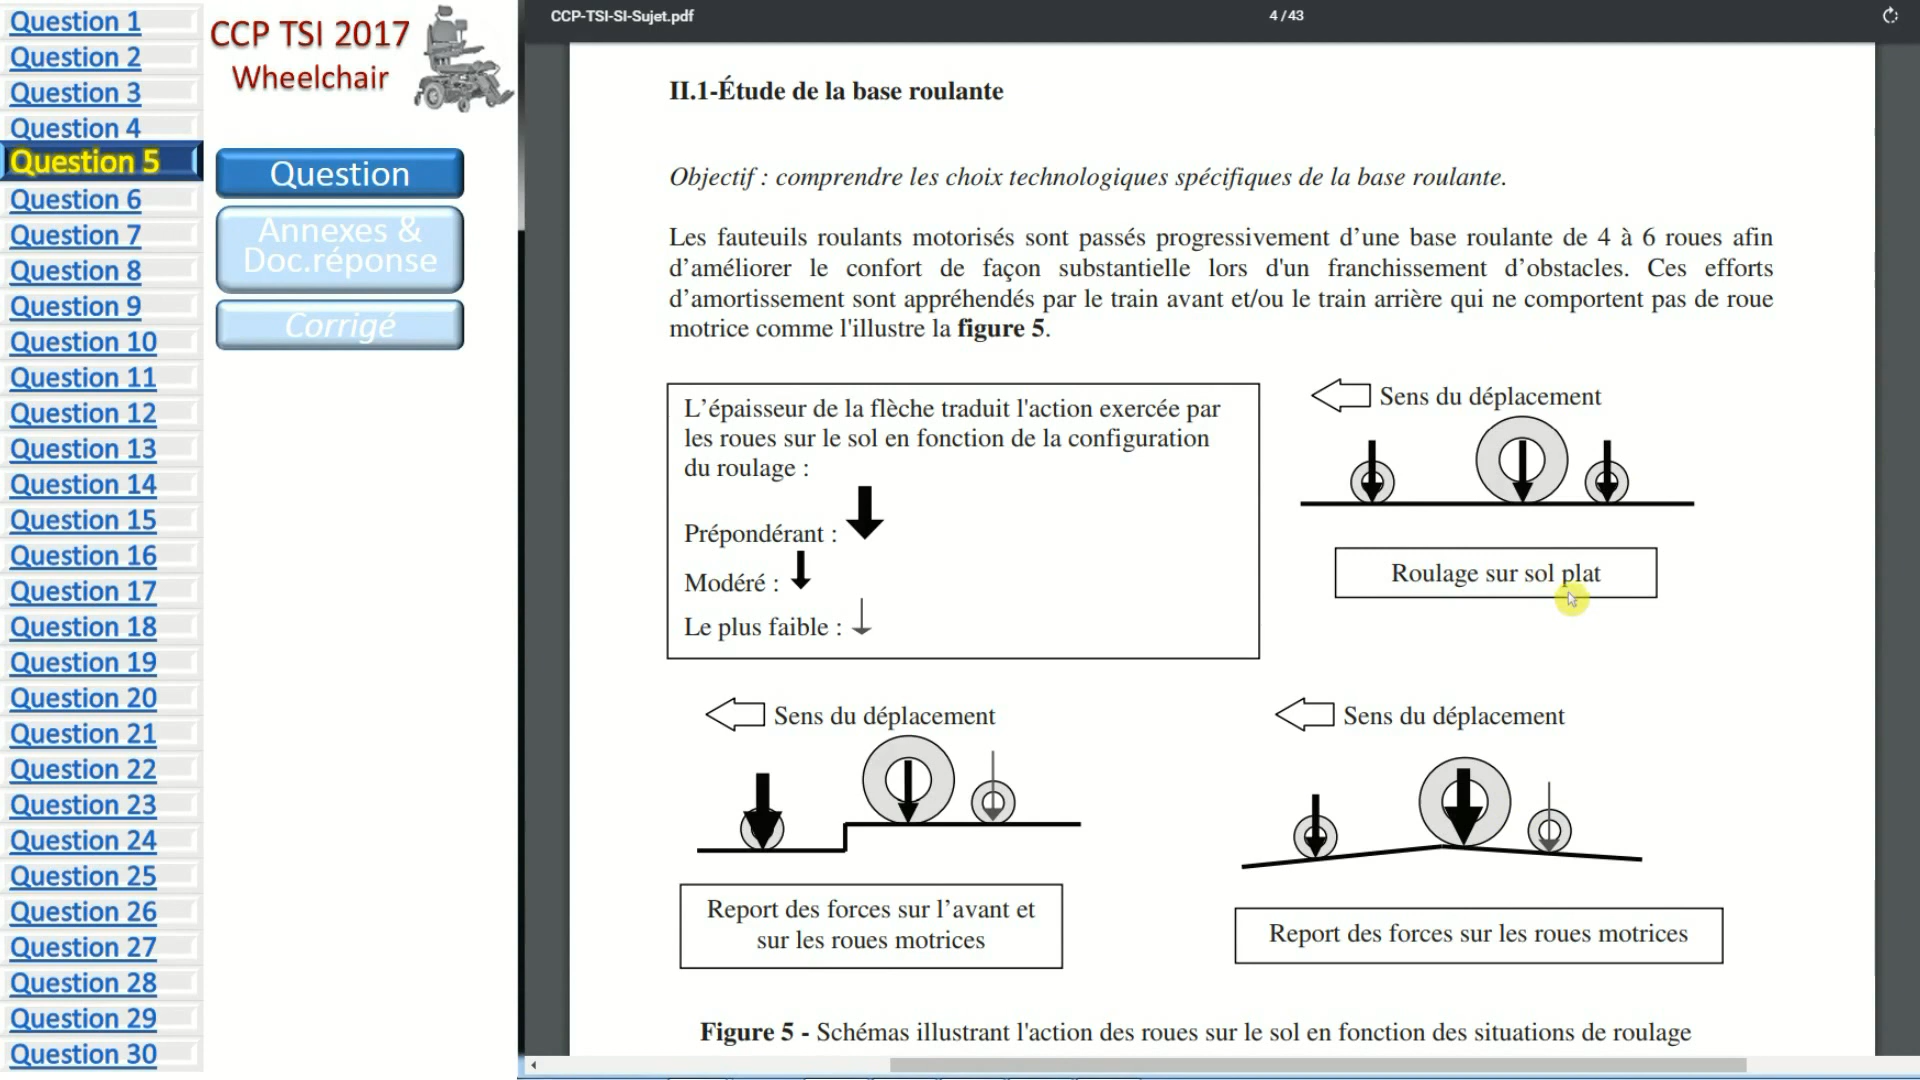 Question 1
Question 2
Question 3
Question 4
Question 5
Question 6
Question 7
Question 8
Question 9
Question 10
Question 11
Question 12
Question 13
Question 14
Question 15
Question 16
Question 17
Question 18
Question 19
Question 20
Question 21
Question 22
Question 23
Question 24
Question 25
Question 26
Question 27
Question 28
Question 29
Question 30
CCP TSI 2017
Wheelchair
Question
Annexes &
Doc.réponse
Corrigé
CCP-TSI-SI-Sujet.pdf
4 / 43
II.1-Étude de la base roulante
Objectif : comprendre les choix technologiques spécifiques de la base roulante.
Les fauteuils roulants motorisés sont passés progressivement d’une base roulante de 4 à 6 roues afin
d’améliorer le confort de façon substantielle lors d'un franchissement d’obstacles. Ces efforts
d’amortissement sont appréhendés par le train avant et/ou le train arrière qui ne comportent pas de roue
motrice comme l'illustre la figure 5.
L’épaisseur de la flèche traduit l'action exercée par
les roues sur le sol en fonction de la configuration
du roulage :
Prépondérant :
Modéré :
Le plus faible :
Sens du déplacement
Roulage sur sol plat
Sens du déplacement
Report des forces sur l’avant et
sur les roues motrices
Sens du déplacement
Report des forces sur les roues motrices
Figure 5 - Schémas illustrant l'action des roues sur le sol en fonction des situations de roulage